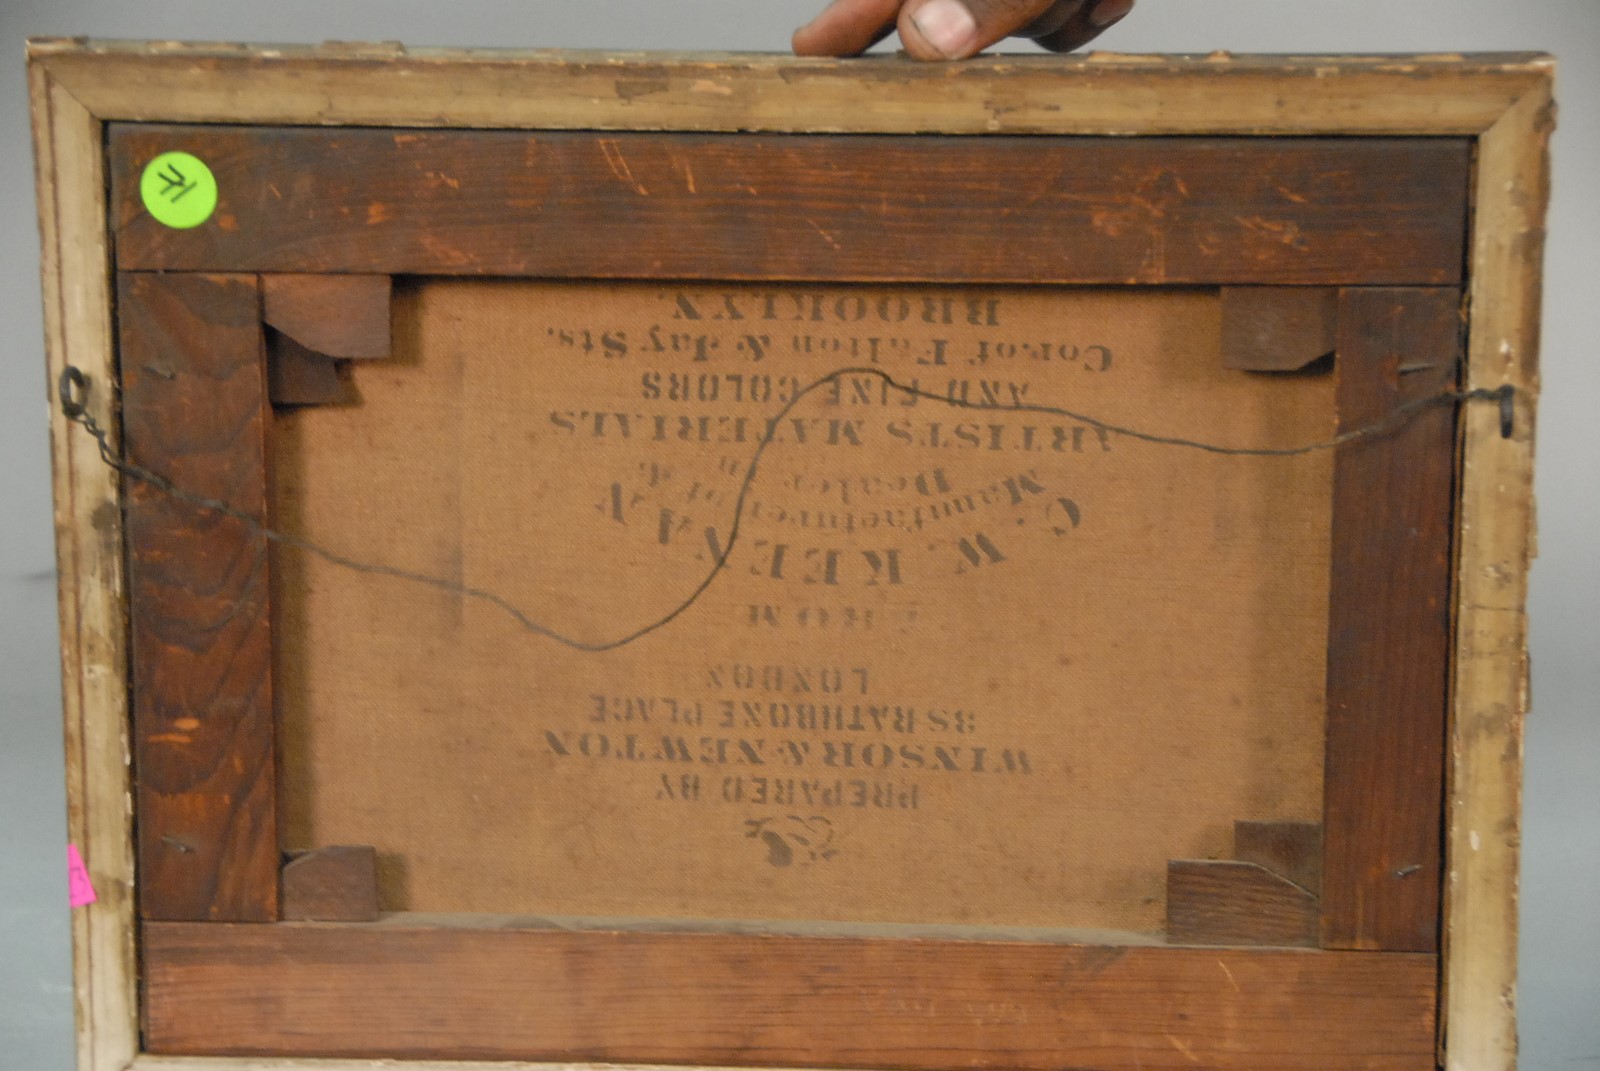 PREPARED BY
WINSOR & NEWTON
38 RATHBONE PLACE
LONDON
FROM
C. W. KEENAN
Manufacturer of &
Dealer in
ARTISTS MATERIALS
AND FINE COLORS
Cor. of Fulton & Jay Sts.
BROOKLYN.